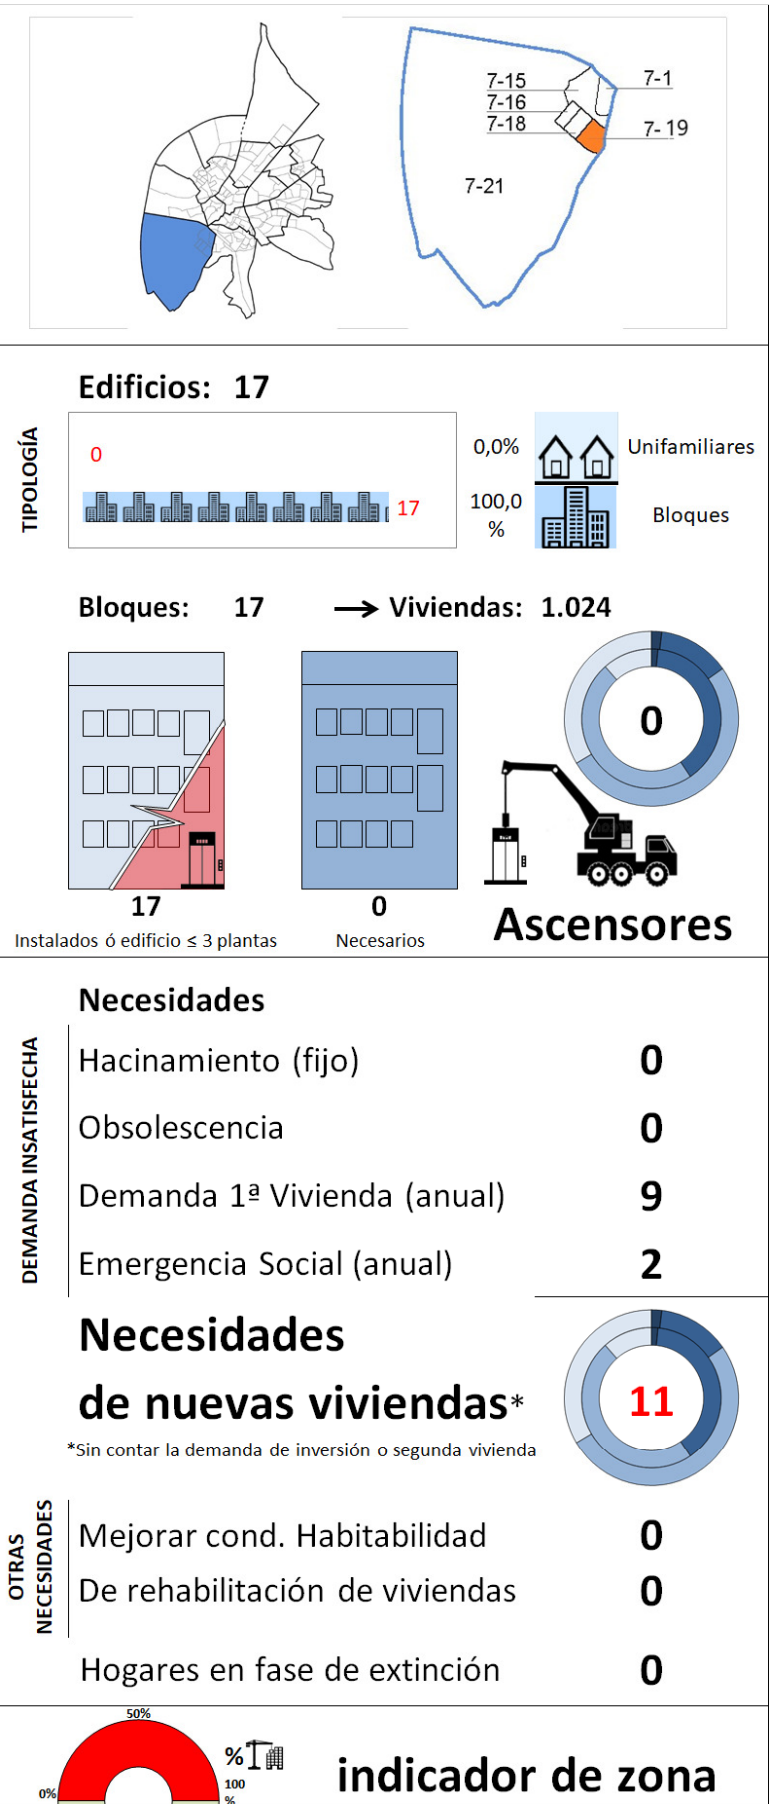 7-15
7-1
7-16
7-18
7- 19
7-21
Edificios: 17
TIPOLOGÍA
0
0,0%
Unifamiliares
17
100,0
%
Bloques
Bloques: 17 Viviendas: 1.024
0
17
0
Ascensores
Instalados ó edificio ≤ 3 plantas
Necesarios
DEMANDA INSATISFECHA
Necesidades
Hacinamiento (fijo) 0
Obsolescencia 0
Demanda 1ª Vivienda (anual) 9
Emergencia Social (anual) 2
Necesidades
de nuevas viviendas*
11
*Sin contar la demanda de inversión o segunda vivienda
OTRAS
NECESIDADES
Mejorar cond. Habitabilidad 0
De rehabilitación de viviendas 0
Hogares en fase de extinción 0
50%
%
indicador de zona
0%
100
%